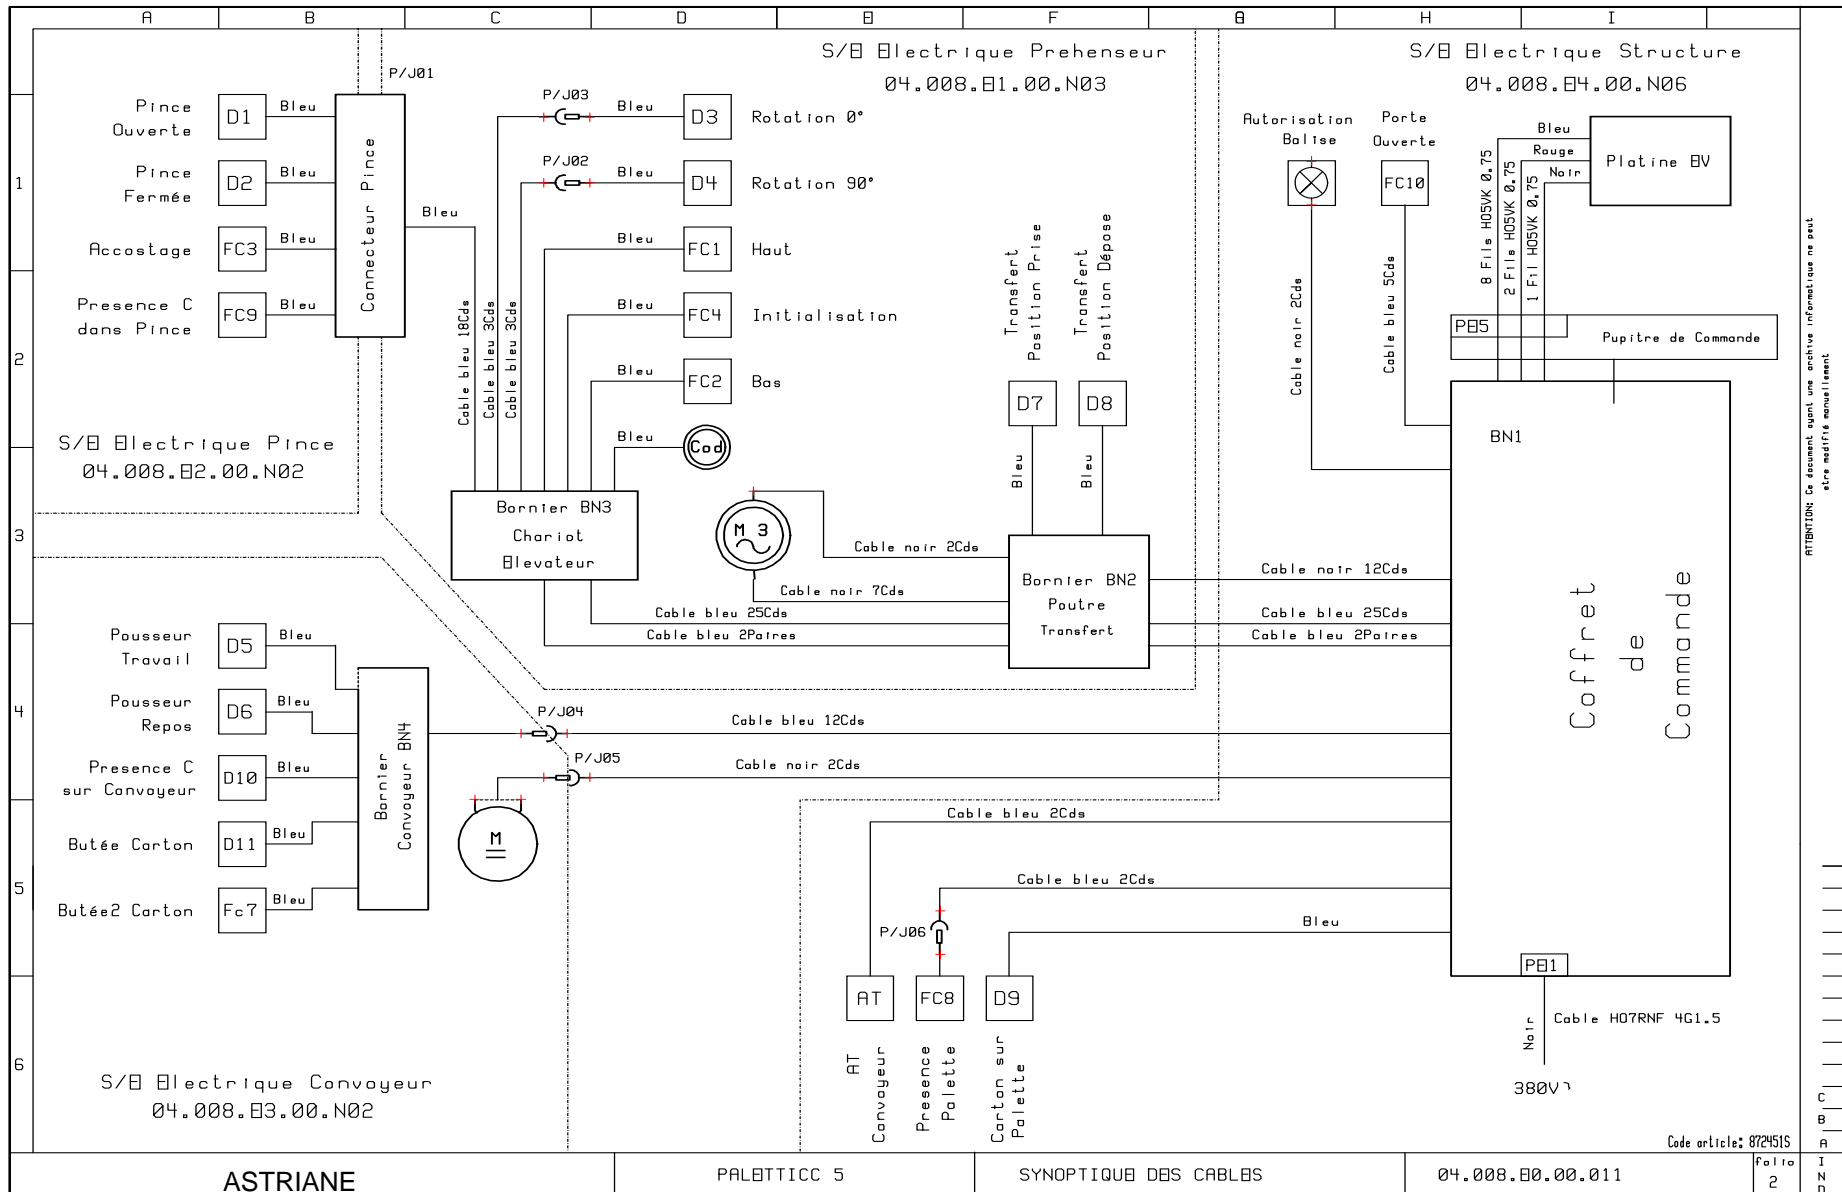 A B C D E F G H I
S/E Electrique Prehenseur
04.008.E1.00.N03
S/E Electrique Structure
04.008.E4.00.N06
P/J01
Pince
Ouverte
D1
Bleu
Pince
Fermée
D2
Bleu
Accostage
FC3
Bleu
Presence C
dans Pince
FC9
Bleu
Connecteur Pince
Bleu
P/J03
Bleu
D3
Rotation 0°
P/J02
Bleu
D4
Rotation 90°
Bleu
FC1
Haut
Bleu
FC4
Initialisation
Bleu
FC2
Bas
Bleu
Cod
Cable bleu 18Cds
Cable bleu 3Cds
Cable bleu 3Cds
Transfert
Position Prise
Transfert
Position Dépose
D7
D8
Bleu
Bleu
Autorisation
Balise
Porte
Ouverte
FC10
Cable noir 2Cds
Cable bleu 5Cds
Bleu
Rouge
Noir
Platine EV
8 Fils H05VK 0.75
2 Fils H05VK 0.75
1 Fil H05VK 0.75
PE5
Pupitre de Commande
BN1
Coffret
de
Commande
S/E Electrique Pince
04.008.E2.00.N02
Bornier BN3
Chariot
Elevateur
M 3
Cable noir 2Cds
Cable noir 7Cds
Cable bleu 25Cds
Cable bleu 2Paires
Bornier BN2
Poutre
Transfert
Cable noir 12Cds
Cable bleu 25Cds
Cable bleu 2Paires
Pousseur
Travail
D5
Bleu
Pousseur
Repos
D6
Bleu
Presence C
sur Convoyeur
D10
Bleu
Butée Carton
D11
Bleu
Butée2 Carton
Fc7
Bleu
Bornier
Convoyeur BN4
P/J04
Cable bleu 12Cds
P/J05
Cable noir 2Cds
M
Cable bleu 2Cds
Cable bleu 2Cds
Bleu
P/J06
AT
FC8
D9
AT
Convoyeur
Presence
Palette
Carton sur
Palette
PE1
Noir
Cable H07RNF 4G1.5
380V
S/E Electrique Convoyeur
04.008.E3.00.N02
1
2
3
4
5
6
ATTENTION: Ce document ayant une archive informatique ne peut
etre modifié manuellement
C
B
A
IND
Code article: 872451S
ASTRIANE
PALETTICC 5
SYNOPTIQUE DES CABLES
04.008.E0.00.011
folio
2